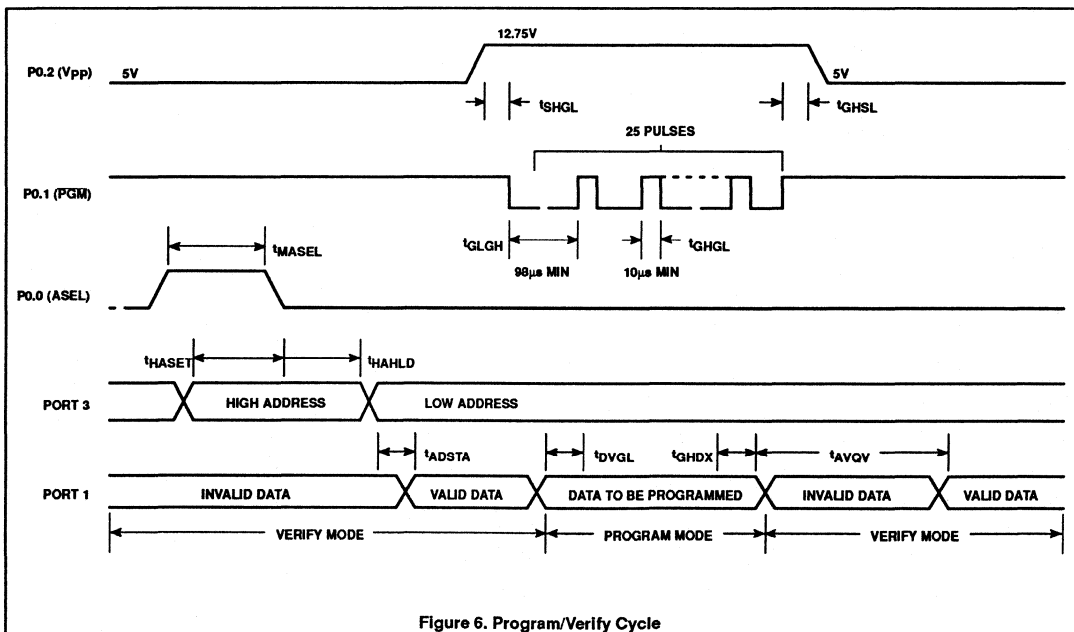 12.75V
P0.2 (Vpp)
5V
5V
tSHGL
tGHSL
25 PULSES
P0.1 (PGM)
tGLGH
tGHGL
tMASEL
98µs MIN
10µs MIN
P0.0 (ASEL)
tHASET
tHAHLD
PORT 3
HIGH ADDRESS
LOW ADDRESS
tADSTA
tDVGL
tGHDX
tAVQV
PORT 1
INVALID DATA
VALID DATA
DATA TO BE PROGRAMMED
INVALID DATA
VALID DATA
VERIFY MODE
PROGRAM MODE
VERIFY MODE
Figure 6. Program/Verify Cycle